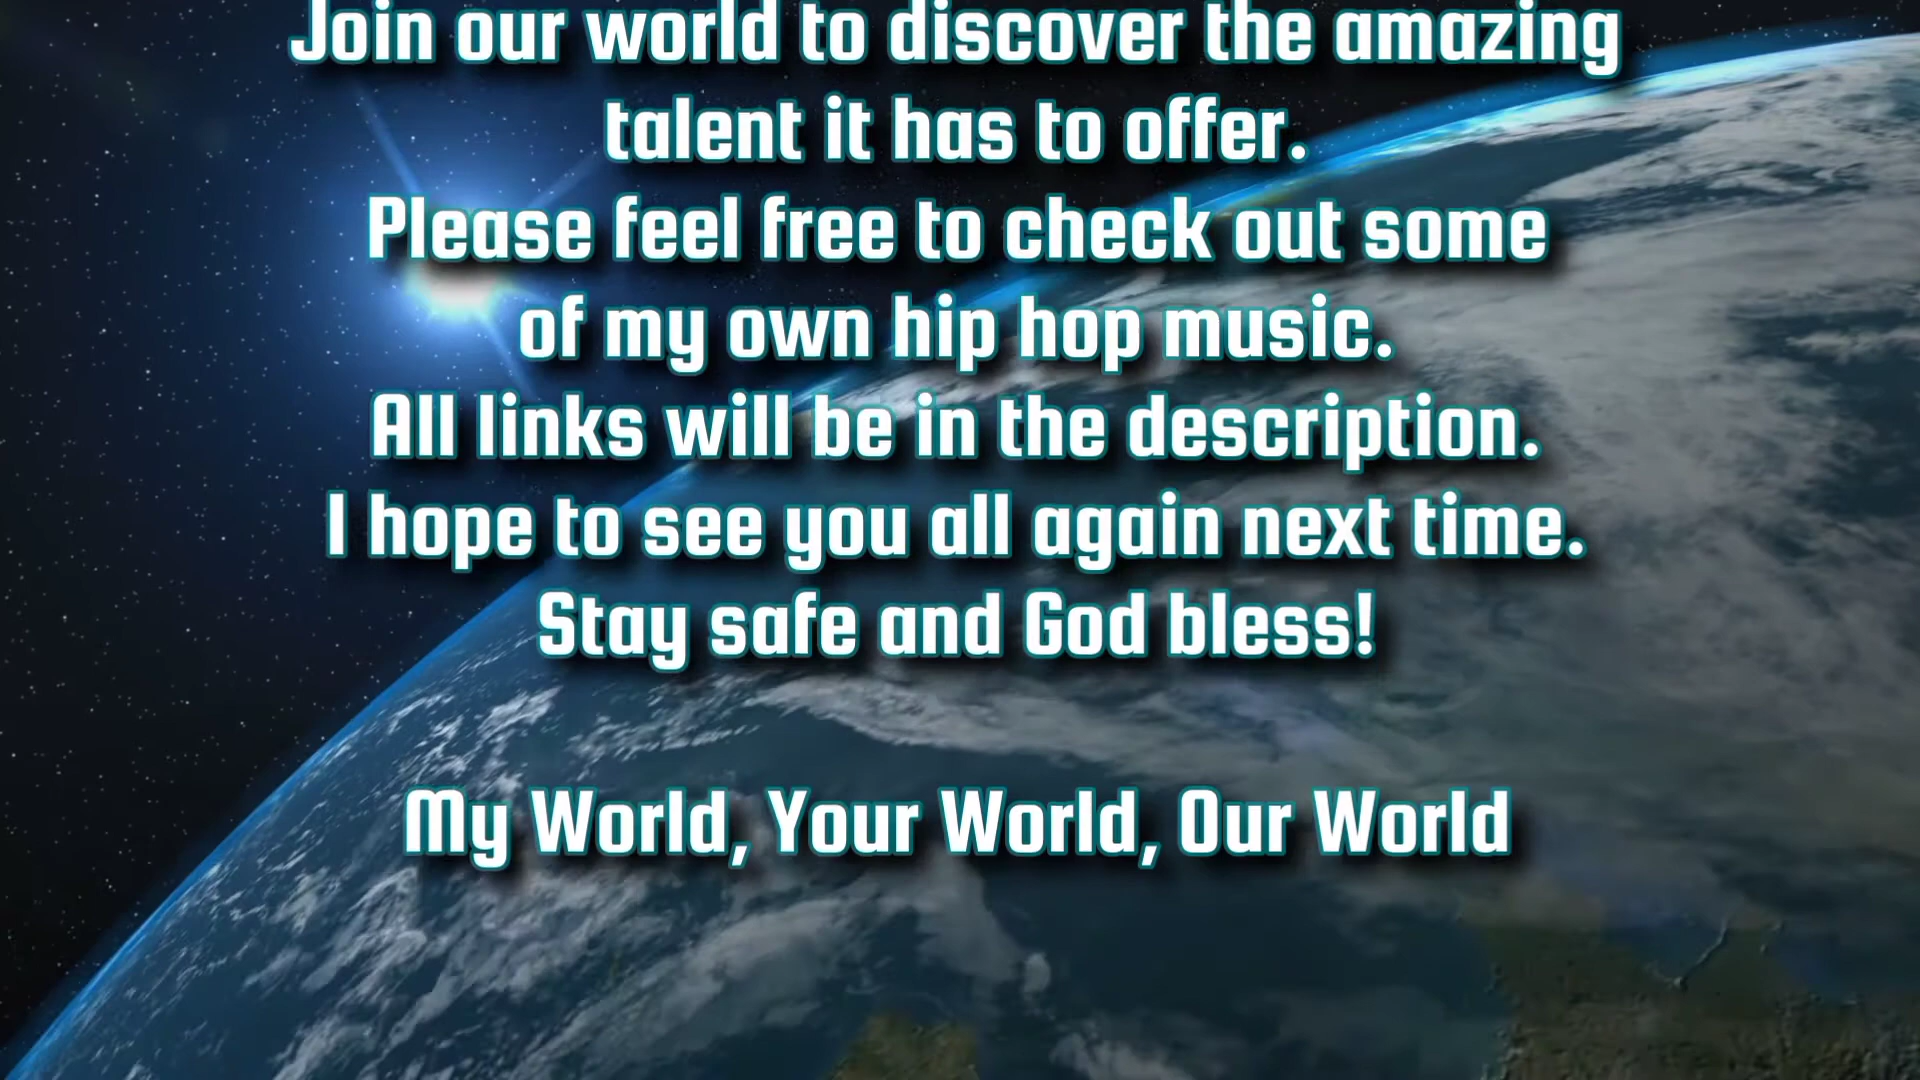 Join our world to discover the amazing
talent it has to offer.
Please feel free to check out some
of my own hip hop music.
All links will be in the description.
I hope to see you all again next time.
Stay safe and God bless!
My World, Your World, Our World